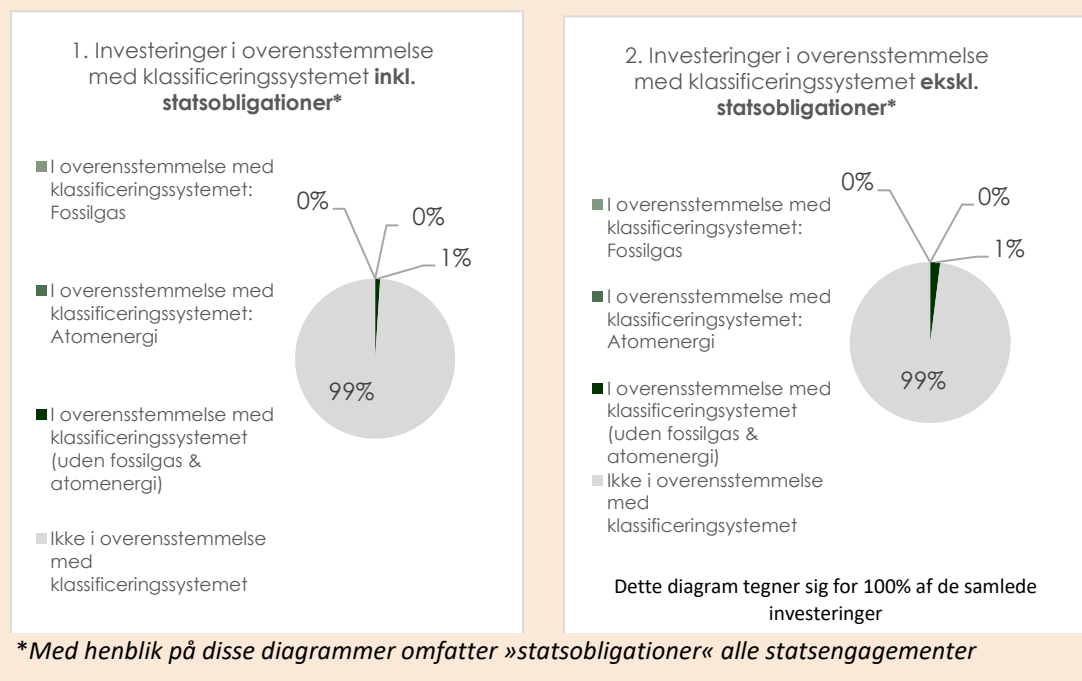 1. Investeringer i overensstemmelse
med klassificeringssystemet inkl.
statsobligationer*
I overensstemmelse med
klassificeringssystemet:
Fossilgas
I overensstemmelse med
klassificeringssystemet:
Atomenergi
I overensstemmelse med
klassificeringssystemet
(uden fossilgas &
atomenergi)
Ikke i overensstemmelse
med
klassificeringssystemet
0%
0%
1%
99%
2. Investeringer i overensstemmelse
med klassificeringssystemet ekskl.
statsobligationer*
I overensstemmelse med
klassificeringsystemet:
Fossilgas
I overensstemmelse med
klassificeringssystemet:
Atomenergi
I overensstemmelse med
klassificeringssystemet
(uden fossilgas &
atomenergi)
Ikke i overensstemmelse
med
klassificeringsystemet
0%
0%
1%
99%
Dette diagram tegner sig for 100% af de samlede
investeringer
*Med henblik på disse diagrammer omfatter »statsobligationer« alle statsengagementer